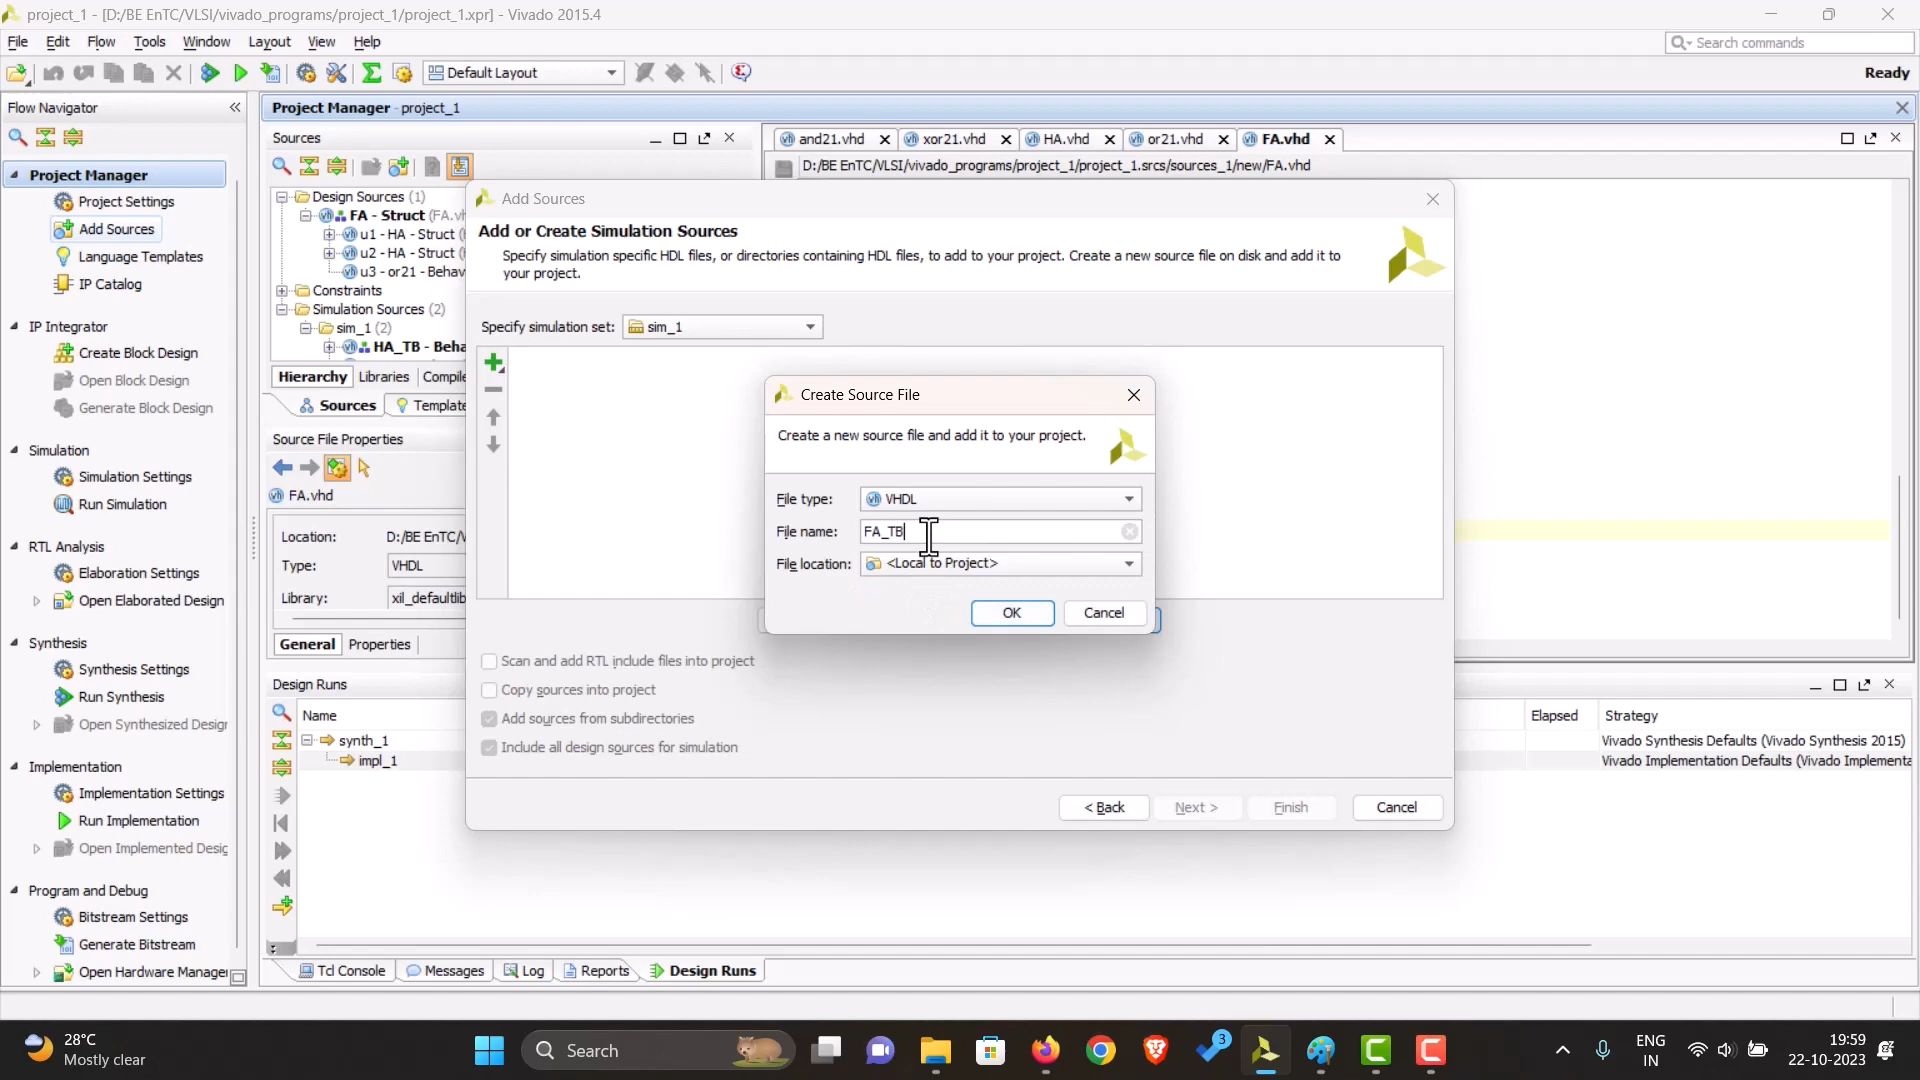 project_1 - [D:/BE EnTC/VLSI/vivado_programs/project_1/project_1.xpr] - Vivado 2015.4
File Edit Flow Tools Window Layout View Help
Search commands
Default Layout
Ready
Flow Navigator
Project Manager
Project Settings
Add Sources
Language Templates
IP Catalog
IP Integrator
Create Block Design
Open Block Design
Generate Block Design
Simulation
Simulation Settings
Run Simulation
RTL Analysis
Elaboration Settings
Open Elaborated Design
Synthesis
Synthesis Settings
Run Synthesis
Open Synthesized Design
Implementation
Implementation Settings
Run Implementation
Open Implemented Desig
Program and Debug
Bitstream Settings
Generate Bitstream
Open Hardware Manager
Project Manager - project_1
Sources
Design Sources (1)
FA - Struct (FA.vh
u1 - HA - Struct (
u2 - HA - Struct (
u3 - or21 - Behav
Constraints
Simulation Sources (2)
sim_1 (2)
HA_TB - Beha
Hierarchy Libraries Compile
Sources Template
Source File Properties
FA.vhd
Location: D:/BE EnTC/V
Type: VHDL
Library: xil_defaultlib
General Properties
and21.vhd xor21.vhd HA.vhd or21.vhd FA.vhd
D:/BE EnTC/VLSI/vivado_programs/project_1/project_1.srcs/sources_1/new/FA.vhd
Add Sources
Add or Create Simulation Sources
Specify simulation specific HDL files, or directories containing HDL files, to add to your project. Create a new source file on disk and add it to
your project.
Specify simulation set: sim_1
Create Source File
Create a new source file and add it to your project.
File type: VHDL
File name: FA_TB
File location: <Local to Project>
OK Cancel
Scan and add RTL include files into project
Copy sources into project
Add sources from subdirectories
Include all design sources for simulation
< Back Next > Finish Cancel
Design Runs
Name Elapsed Strategy
synth_1 Vivado Synthesis Defaults (Vivado Synthesis 2015)
impl_1 Vivado Implementation Defaults (Vivado Implementa
Tcl Console Messages Log Reports Design Runs
28°C
Mostly clear
Search
3
ENG
IN
19:59
22-10-2023